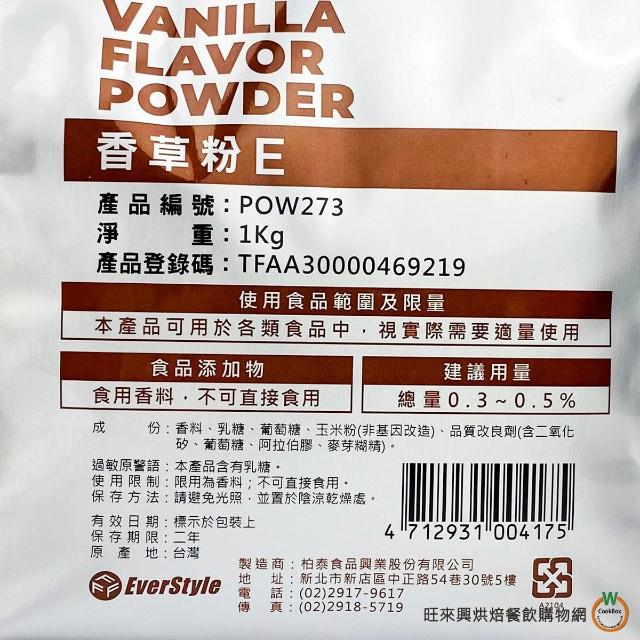 VANILLA
FLAVOR
POWDER
香草粉E
產品編號：POW273
淨重：1Kg
產品登錄碼：TFAA30000469219
使用食品範圍及限量
本產品可用於各類食品中，視實際需要適量使用
食品添加物
食用香料，不可直接食用
建議用量
總量0.3~0.5%
成份：香料、乳糖、葡萄糖、玉米粉(非基因改造)、品質改良劑(含二氧化
矽、葡萄糖、阿拉伯膠、麥芽糊精)。
過敏原警語：本產品含有乳糖。
使用限制：限用為香料；不可直接食用。
保存方法：請避免光照，並置於陰涼乾燥處。
有效日期：標示於包裝上
保存期限：二年
原產地：台灣
4 712931 004175
EverStyle
製造商：柏泰食品興業股份有限公司
地址：新北市新店區中正路54巷30號5樓
電話：(02)2917-9617
傳真：(02)2918-5719
A2104
旺來興烘焙餐飲購物網
W
CookBox